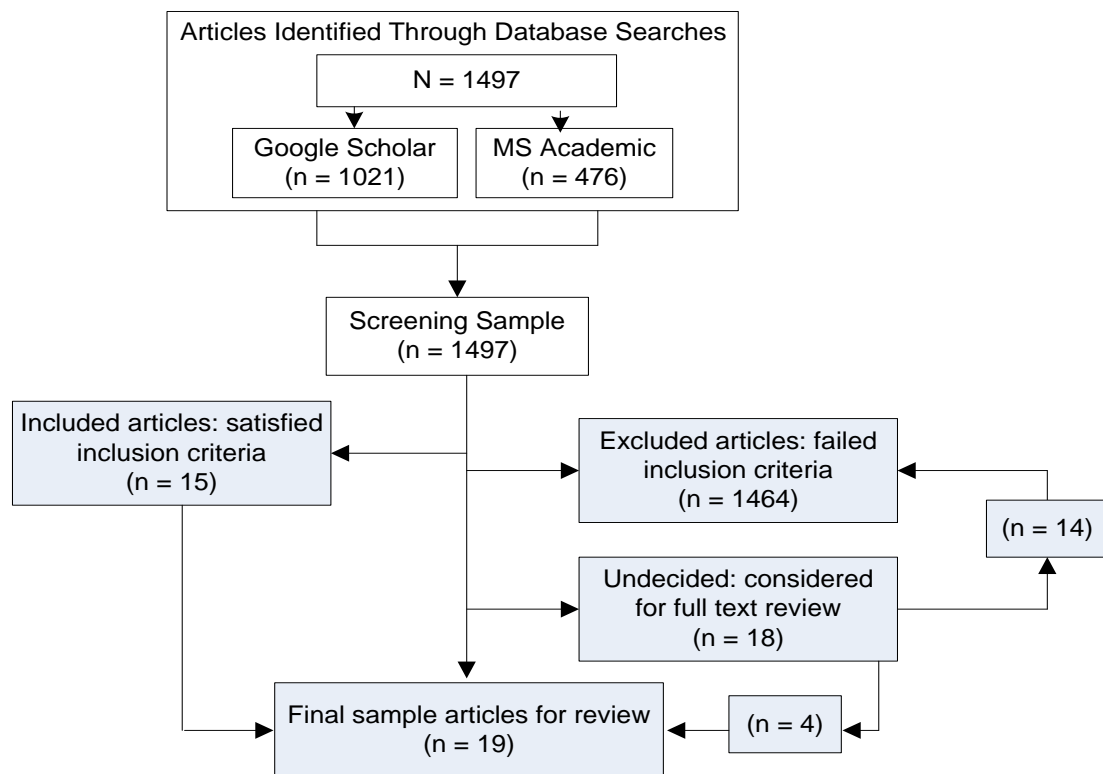 Articles Identified Through Database Searches
N = 1497
Google Scholar
(n = 1021)
MS Academic
(n = 476)
Screening Sample
(n = 1497)
Included articles: satisfied
inclusion criteria
(n = 15)
Excluded articles: failed
inclusion criteria
(n = 1464)
(n = 14)
Undecided: considered
for full text review
(n = 18)
(n = 4)
Final sample articles for review
(n = 19)